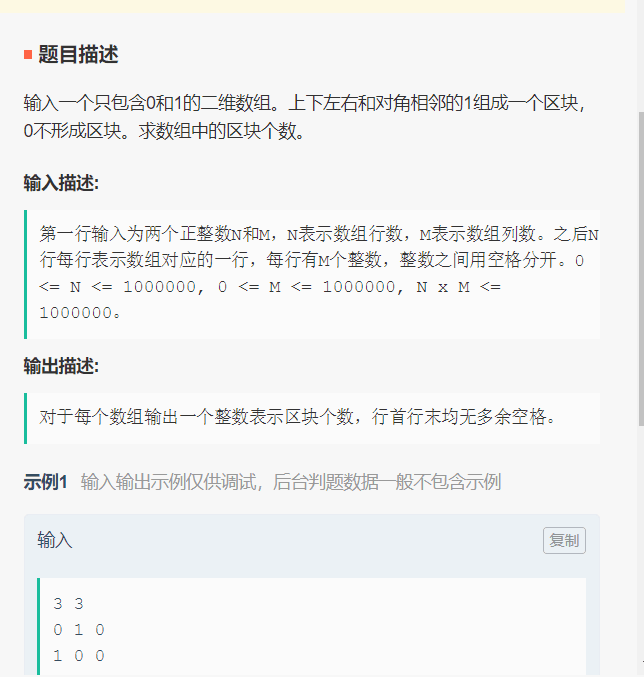 题目描述
输入一个只包含0和1的二维数组。上下左右和对角相邻的1组成一个区块，
0不形成区块。求数组中的区块个数。
输入描述:
第一行输入为两个正整数N和M，N表示数组行数，M表示数组列数。之后N
行每行表示数组对应的一行，每行有M个整数，整数之间用空格分开。0
<= N <= 1000000, 0 <= M <= 1000000, N x M <=
1000000。
输出描述:
对于每个数组输出一个整数表示区块个数，行首行末均无多余空格。
示例1 输入输出示例仅供调试，后台判题数据一般不包含示例
输入 复制
3 3
0 1 0
1 0 0